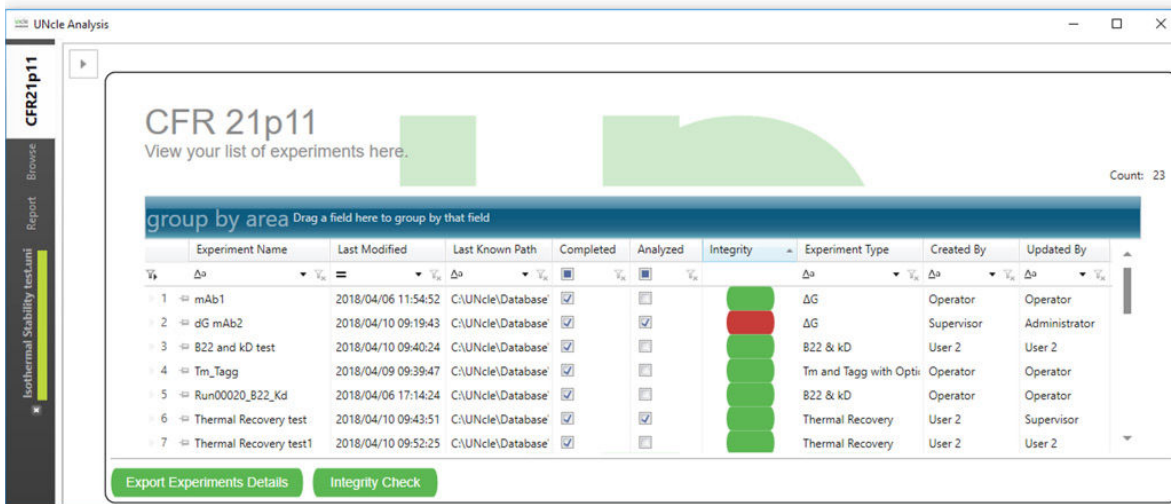 UNcle Analysis
CFR21p11
Browse
Report
Isothermal Stability test.uni
CFR 21p11
View your list of experiments here.
Count: 23
group by area Drag a field here to group by that field
Experiment Name Last Modified Last Known Path Completed Analyzed Integrity Experiment Type Created By Updated By
Aa = Aa Aa Aa Aa
1 mAb1 2018/04/06 11:54:52 C:\UNcle\Database\ ΔG Operator Operator
2 dG mAb2 2018/04/10 09:19:43 C:\UNcle\Database\ ΔG Supervisor Administrator
3 B22 and kD test 2018/04/10 09:40:24 C:\UNcle\Database\ B22 & kD User 2 User 2
4 Tm_Tagg 2018/04/09 09:39:47 C:\UNcle\Database\ Tm and Tagg with Optic Operator Operator
5 Run00020_B22_Kd 2018/04/06 17:14:24 C:\UNcle\Database\ B22 & kD Operator Operator
6 Thermal Recovery test 2018/04/10 09:43:51 C:\UNcle\Database\ Thermal Recovery User 2 Supervisor
7 Thermal Recovery test1 2018/04/10 09:52:25 C:\UNcle\Database\ Thermal Recovery User 2 User 2
Export Experiments Details Integrity Check